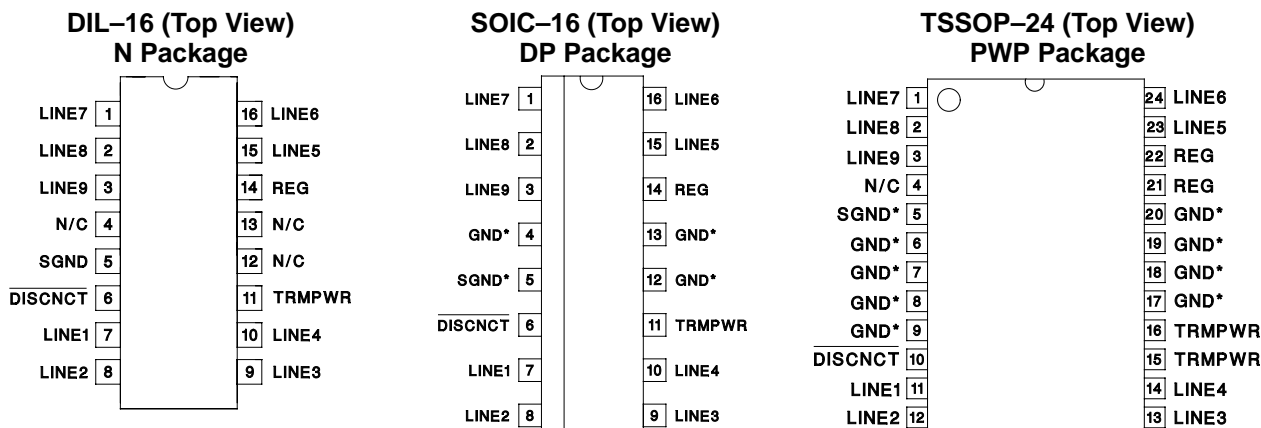 DIL–16 (Top View)
N Package
LINE7 1 16 LINE6
LINE8 2 15 LINE5
LINE9 3 14 REG
N/C 4 13 N/C
SGND 5 12 N/C
DISCNCT 6 11 TRMPWR
LINE1 7 10 LINE4
LINE2 8 9 LINE3
SOIC–16 (Top View)
DP Package
LINE7 1 16 LINE6
LINE8 2 15 LINE5
LINE9 3 14 REG
GND* 4 13 GND*
SGND* 5 12 GND*
DISCNCT 6 11 TRMPWR
LINE1 7 10 LINE4
LINE2 8 9 LINE3
TSSOP–24 (Top View)
PWP Package
LINE7 1 24 LINE6
LINE8 2 23 LINE5
LINE9 3 22 REG
N/C 4 21 REG
SGND* 5 20 GND*
GND* 6 19 GND*
GND* 7 18 GND*
GND* 8 17 GND*
GND* 9 16 TRMPWR
DISCNCT 10 15 TRMPWR
LINE1 11 14 LINE4
LINE2 12 13 LINE3